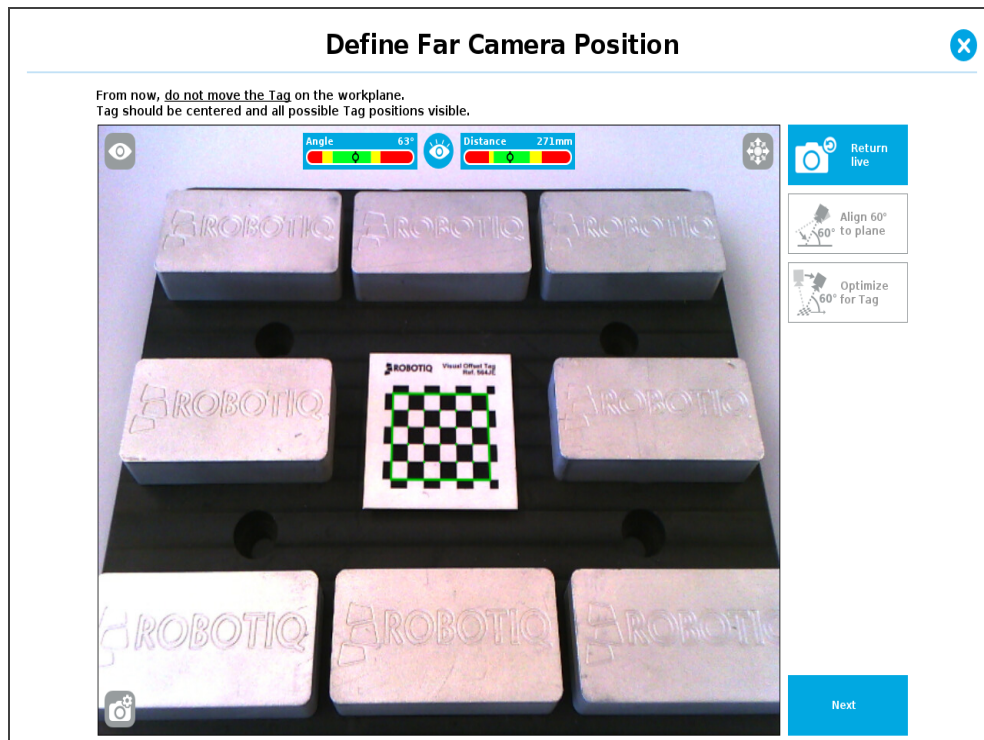 Define Far Camera Position
From now, do not move the Tag on the workplane.
Tag should be centered and all possible Tag positions visible.
Angle 63°
Distance 271mm
Return
live
Align 60°
to plane
60°
Optimize
for Tag
60°
ROBOTIQ
ROBOTIQ
ROBOTIQ
ROBOTIQ
Visual Offset Tag
Ref. 504JC
ROBOTIQ
ROBOTIQ
ROBOTIQ
ROBOTIQ
ROBOTIQ
Next